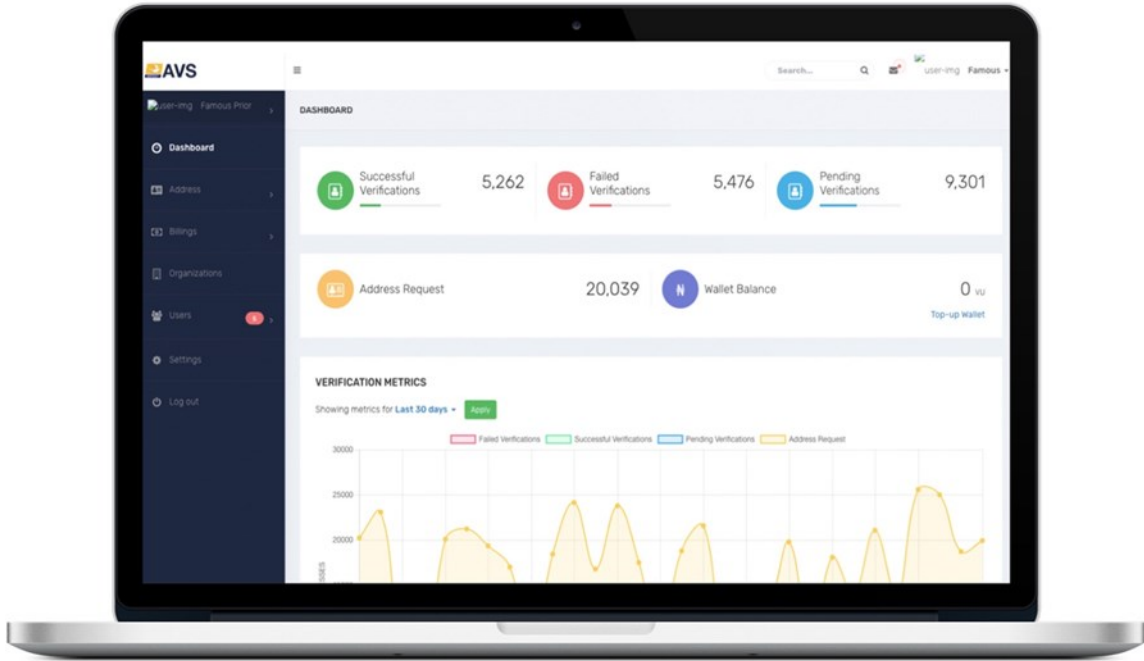 AVS
Search...
user-img Famous
user-img Famous Prior
DASHBOARD
Dashboard
Address
Billings
Organizations
Users 6
Settings
Log out
Successful Verifications 5,262
Failed Verifications 5,476
Pending Verifications 9,301
Address Request 20,039
₦ Wallet Balance 0 VU
Top-up Wallet
VERIFICATION METRICS
Showing metrics for Last 30 days Apply
Failed Verifications Successful Verifications Pending Verifications Address Request
30000
25000
20000